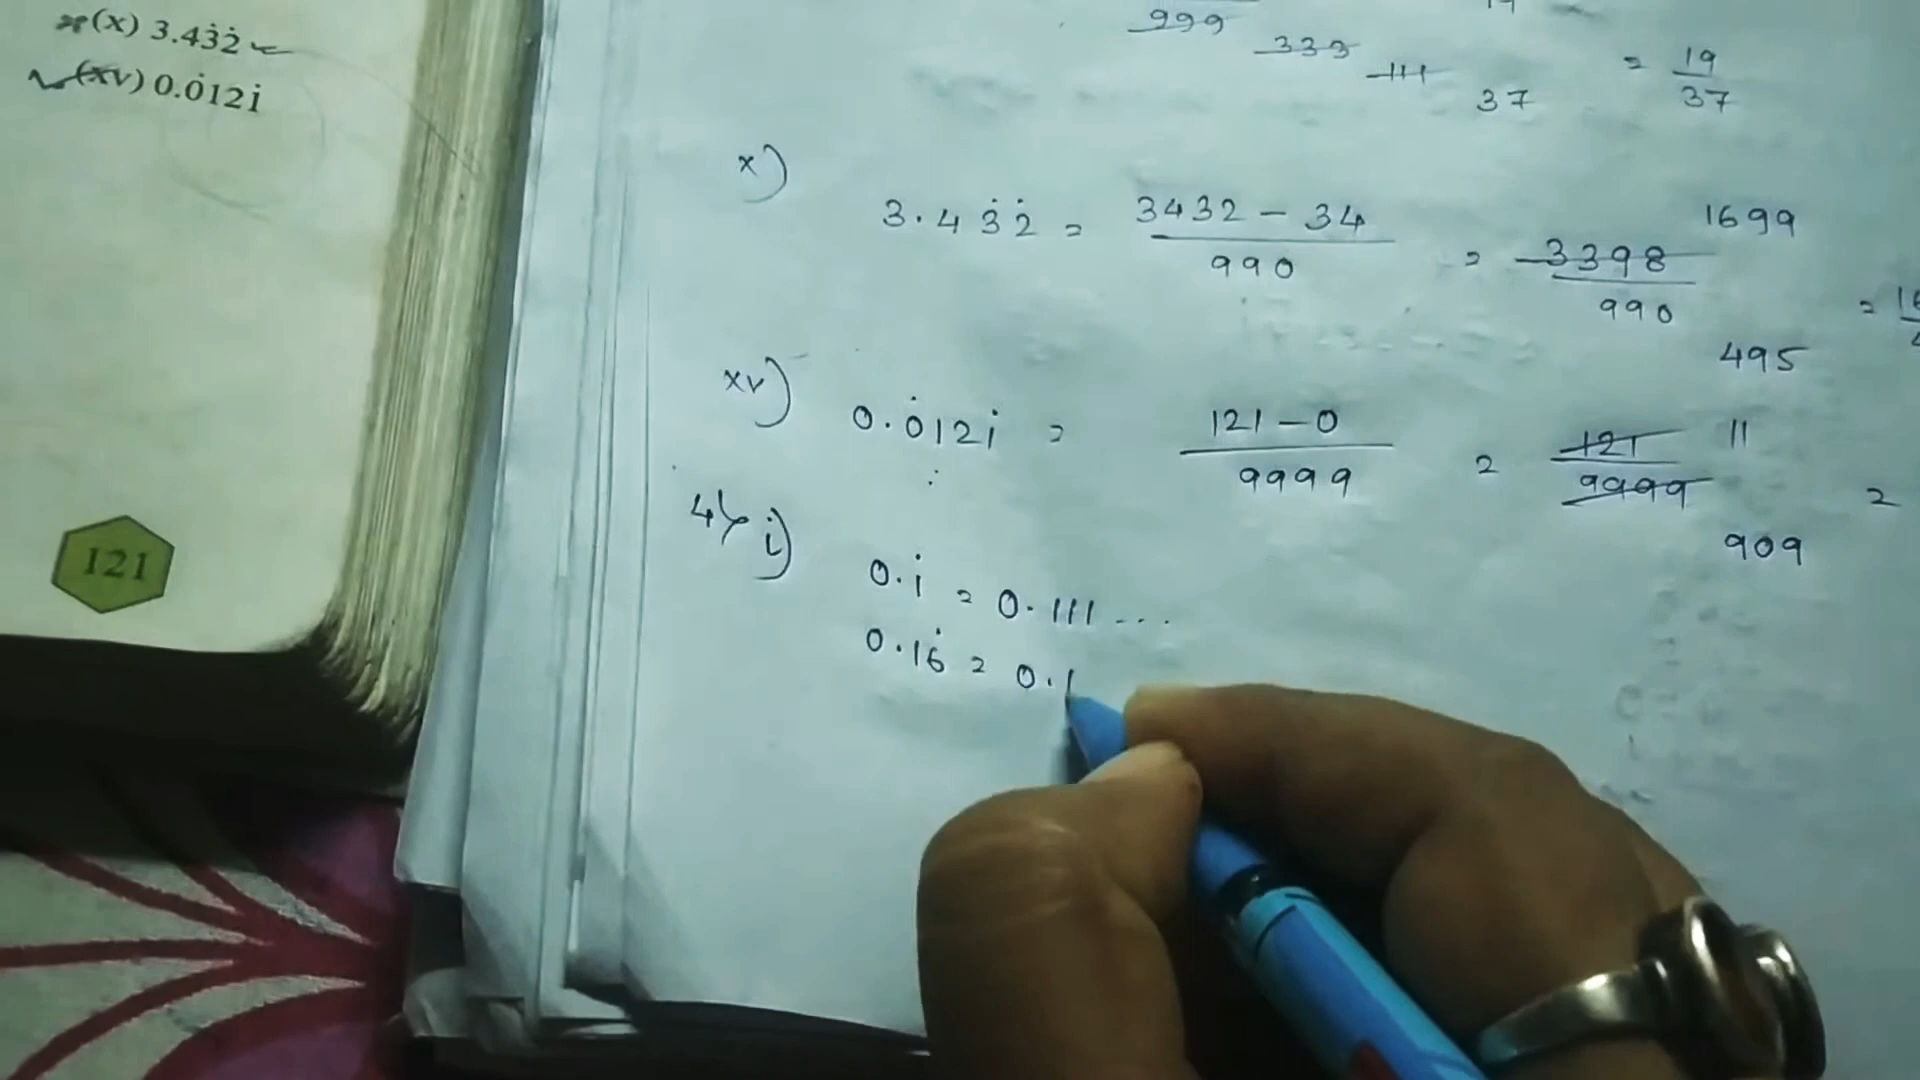 (x) 3.43̇2̇
(xv) 0.0̇121̇
121
999 333 111 37 = 19/37
x) 3.43̇2̇ = 3432 - 34 / 990 = 3398 / 990 1699 495 =
xv) 0.0̇121̇ = 121 - 0 / 9999 = 121 / 9999 11 909 =
4) i) 0.1̇ = 0.111...
0.16̇ = 0.1